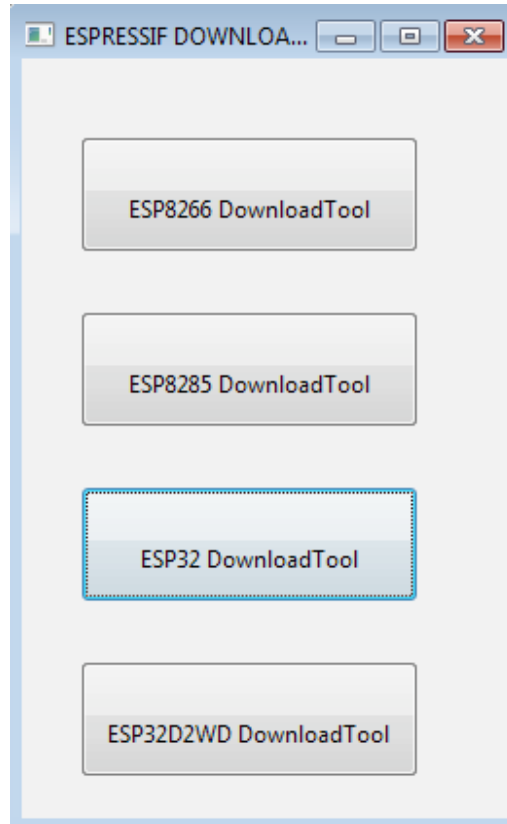 ESPRESSIF DOWNLOA...
ESP8266 DownloadTool
ESP8285 DownloadTool
ESP32 DownloadTool
ESP32D2WD DownloadTool